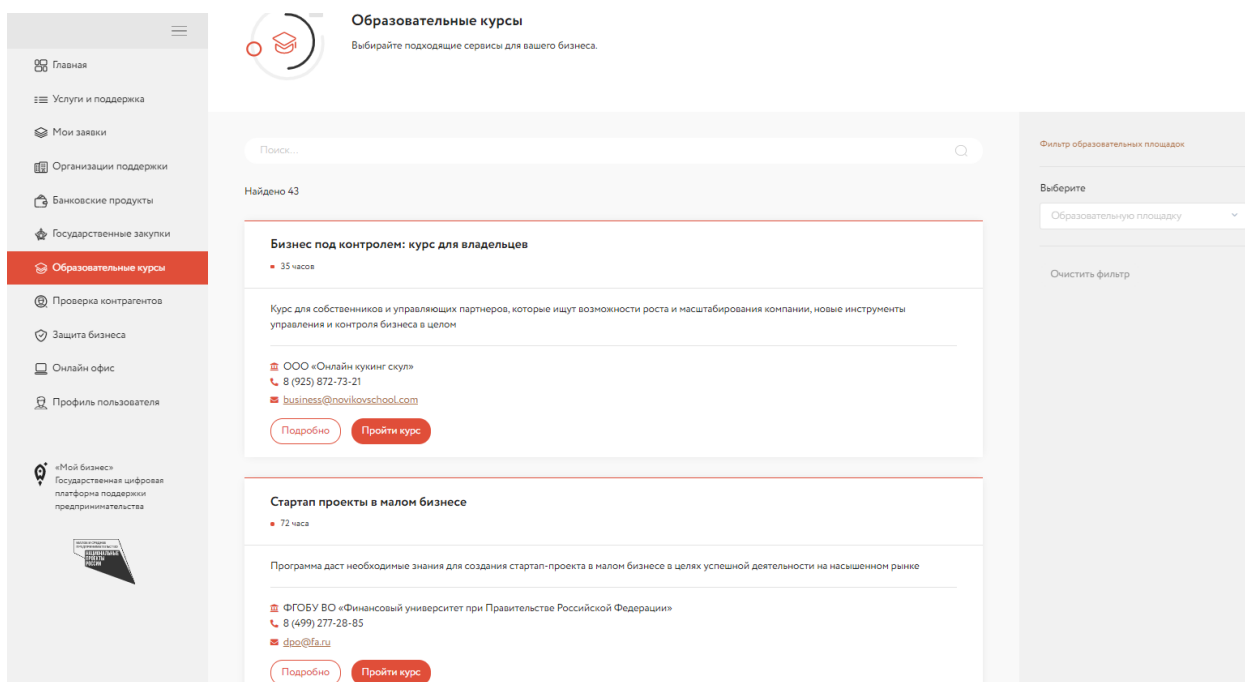 Главная
Услуги и поддержка
Мои заявки
Организации поддержки
Банковские продукты
Государственные закупки
Образовательные курсы
Проверка контрагентов
Защита бизнеса
Онлайн офис
Профиль пользователя
«Мой бизнес»
Государственная цифровая
платформа поддержки
предпринимательства
НАЦИОНАЛЬНЫЕ
ПРОЕКТЫ
РОССИИ
Образовательные курсы
Выбирайте подходящие сервисы для вашего бизнеса.
Поиск...
Найдено 43
Бизнес под контролем: курс для владельцев
35 часов
Курс для собственников и управляющих партнеров, которые ищут возможности роста и масштабирования компании, новые инструменты
управления и контроля бизнеса в целом
ООО «Онлайн кукинг скул»
8 (925) 872-73-21
business@novikovschool.com
Подробно
Пройти курс
Стартап проекты в малом бизнесе
72 часа
Программа даст необходимые знания для создания стартап-проекта в малом бизнесе в целях успешной деятельности на насышенном рынке
ФГОБУ ВО «Финансовый университет при Правительстве Российской Федерации»
8 (499) 277-28-85
dpo@fa.ru
Подробно
Пройти курс
Фильтр образовательных площадок
Выберите
Образовательную площадку
Очистить фильтр